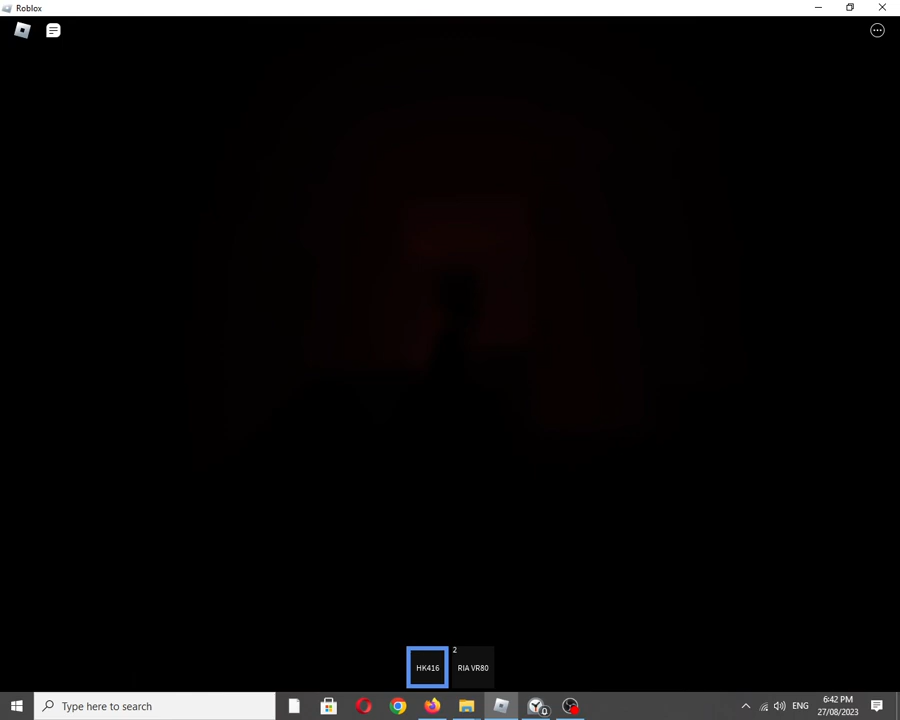 Roblox
2
HK416
RIA VR80
Type here to search
ENG
6:42 PM
27/08/2023